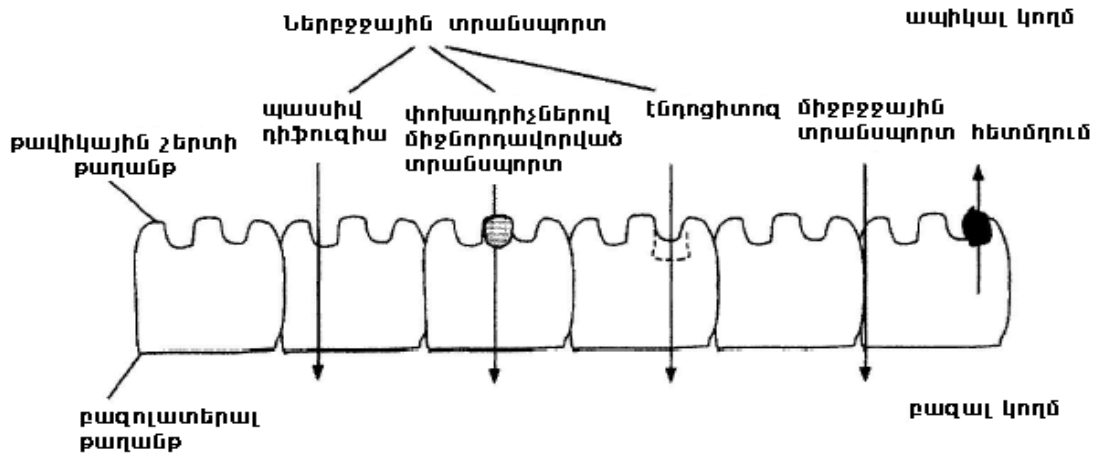 Ներբջջային տրանսպորտ
ապիկալ կողմ
պասսիվ
դիֆուզիա
փոխադրիչներով
միջնորդավորված
տրանսպորտ
էնդոցիտոզ
միջբջջային
տրանսպորտ
հետմղում
թավիկային շերտի
թաղանթ
բազոլատերալ
թաղանթ
բազալ կողմ